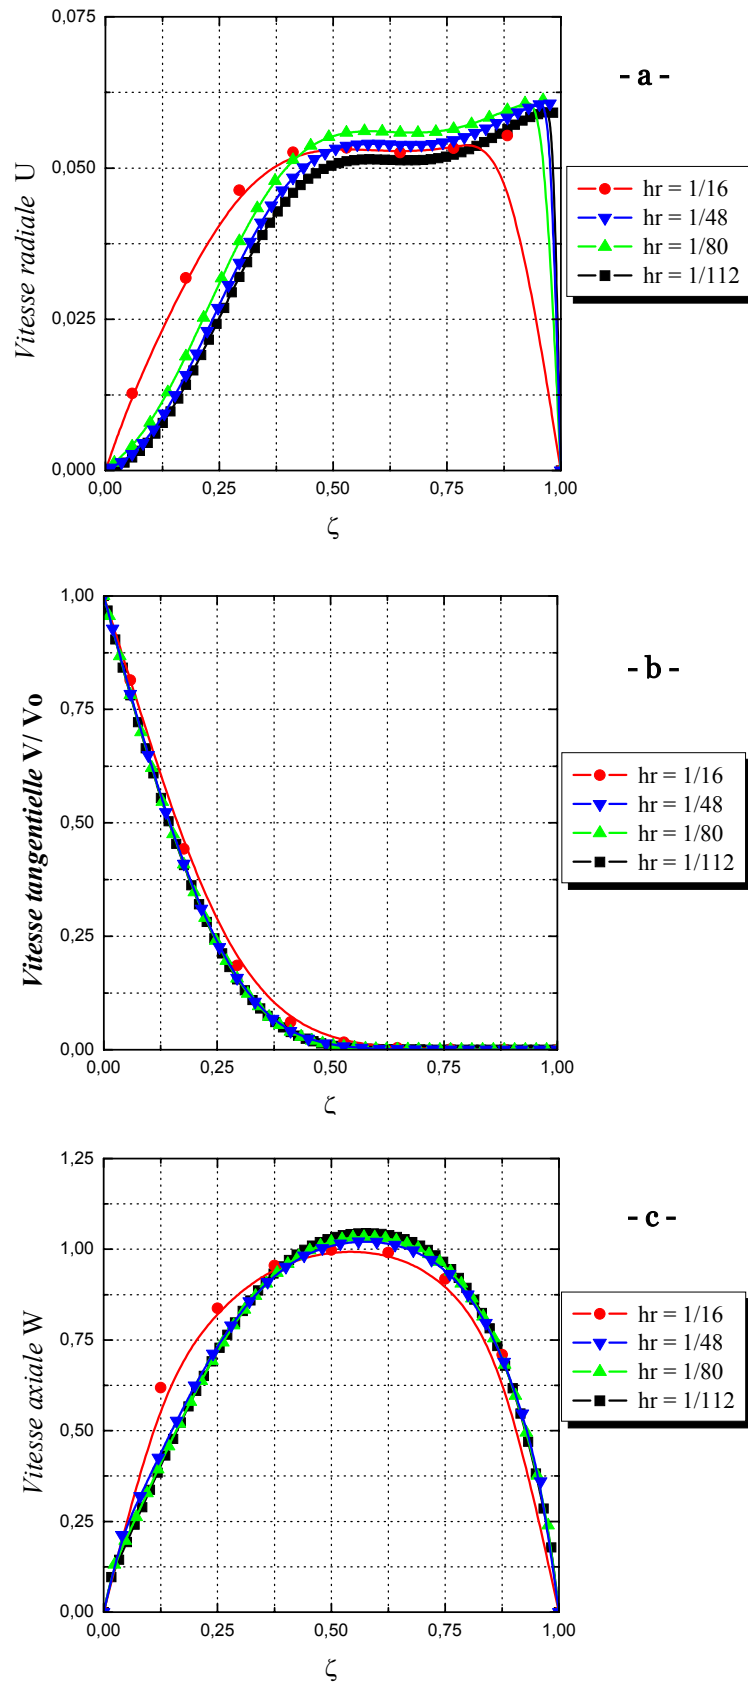 0,075
0,050
0,025
0,000
Vitesse radiale U
0,00 0,25 0,50 0,75 1,00
ζ
- a -
hr = 1/16
hr = 1/48
hr = 1/80
hr = 1/112
1,00
0,75
0,50
0,25
0,00
Vitesse tangentielle V/ Vo
0,00 0,25 0,50 0,75 1,00
ζ
- b -
hr = 1/16
hr = 1/48
hr = 1/80
hr = 1/112
1,25
1,00
0,75
0,50
0,25
0,00
Vitesse axiale W
0,00 0,25 0,50 0,75 1,00
ζ
- c -
hr = 1/16
hr = 1/48
hr = 1/80
hr = 1/112